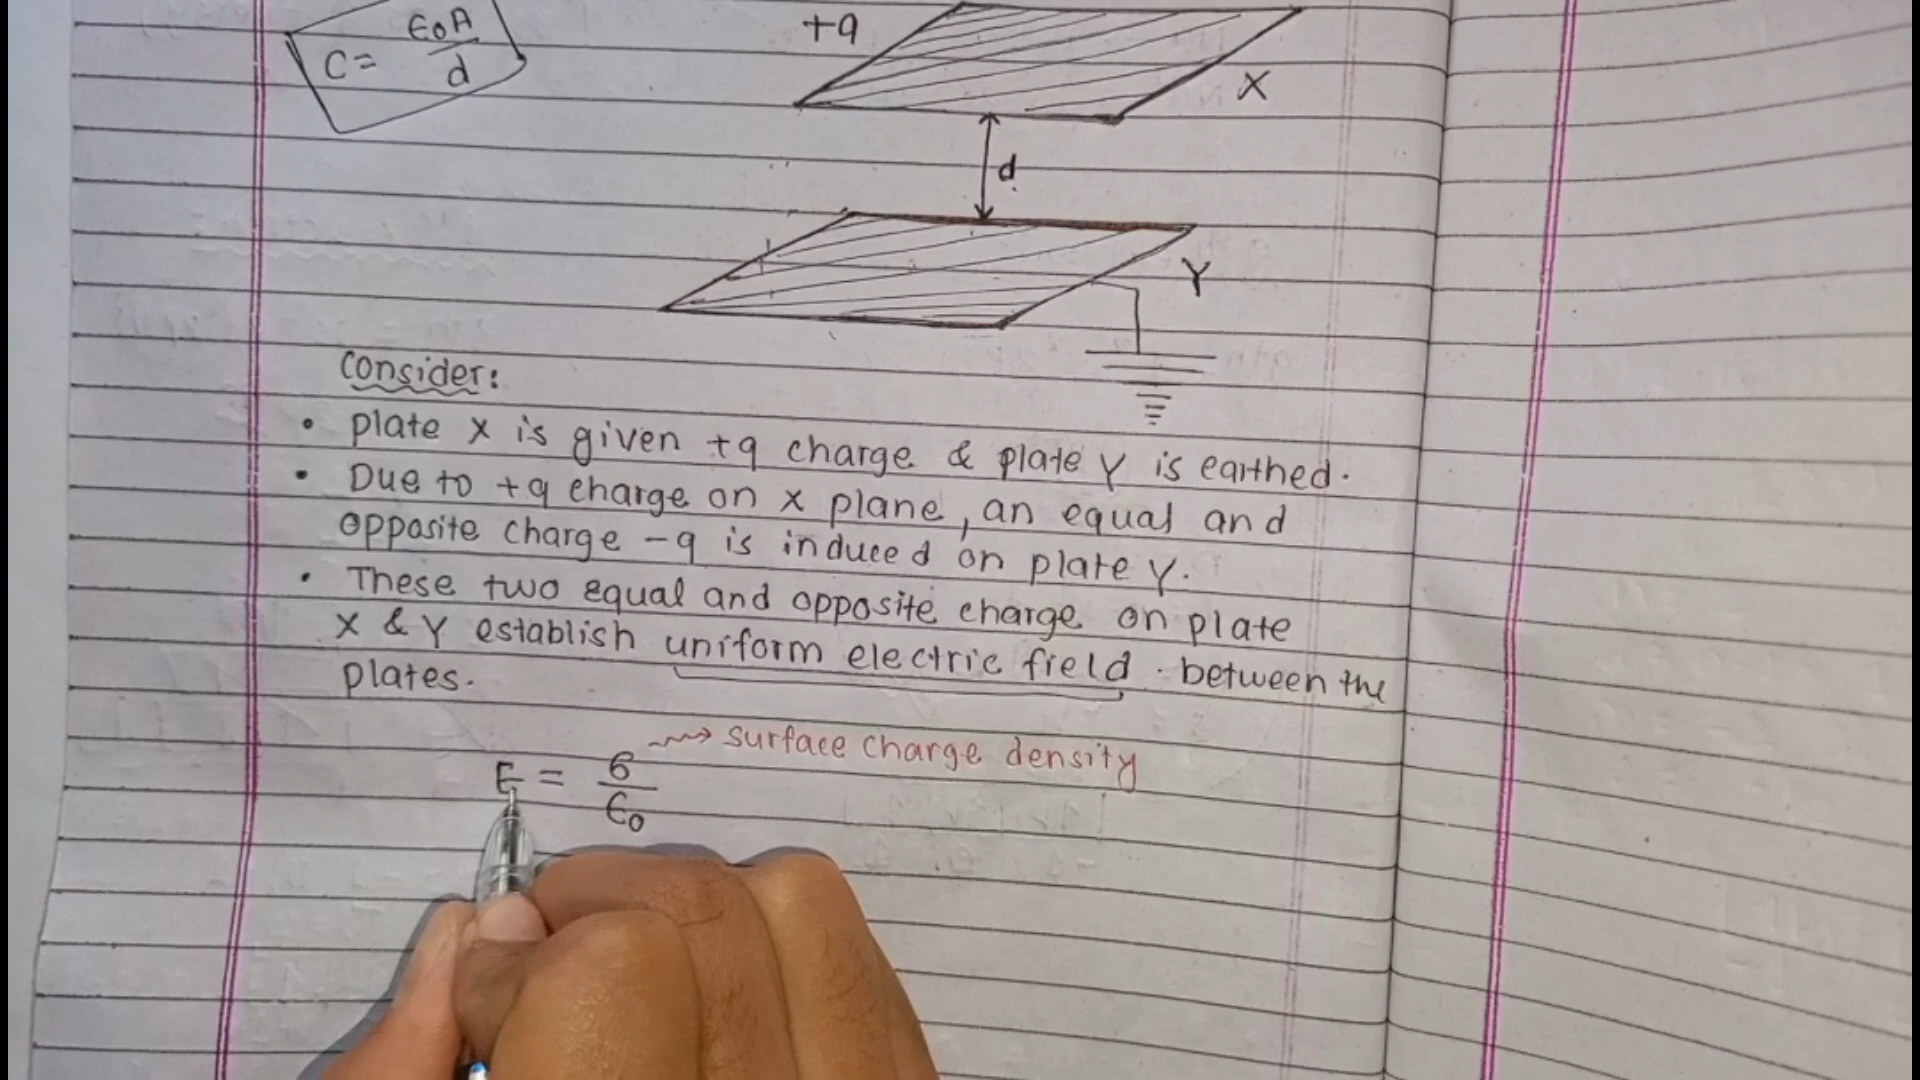 C= ϵ0A/d
+q
X
d
Y
Consider:
• plate X is given +q charge & plate Y is earthed.
• Due to +q charge on X plane, an equal and
opposite charge -q is induced on plate Y.
• These two equal and opposite charge on plate
X & Y establish uniform electric field. between the
plates.
E = σ/ϵ0 → surface charge density